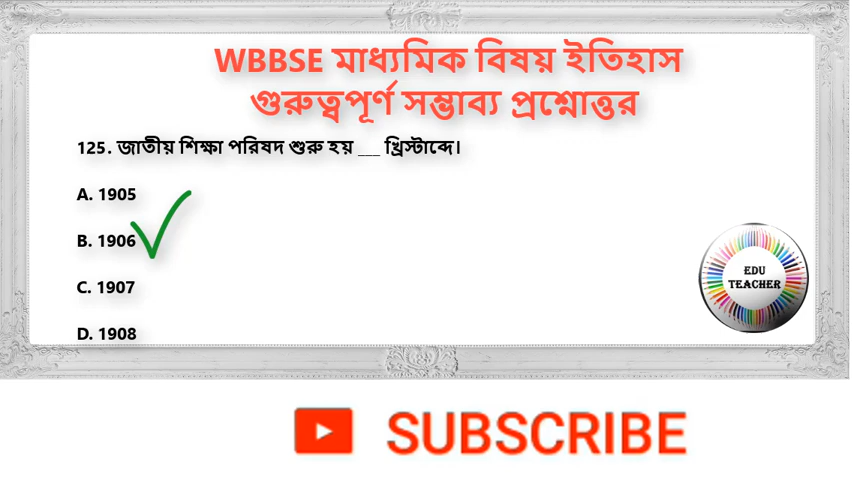 WBBSE মাধ্যমিক বিষয় ইতিহাস
গুরুত্বপূর্ণ সম্ভাব্য প্রশ্নোত্তর
125. জাতীয় শিক্ষা পরিষদ শুরু হয় ___ খ্রিস্টাব্দে।
A. 1905
B. 1906
C. 1907
D. 1908
EDU
TEACHER
SUBSCRIBE